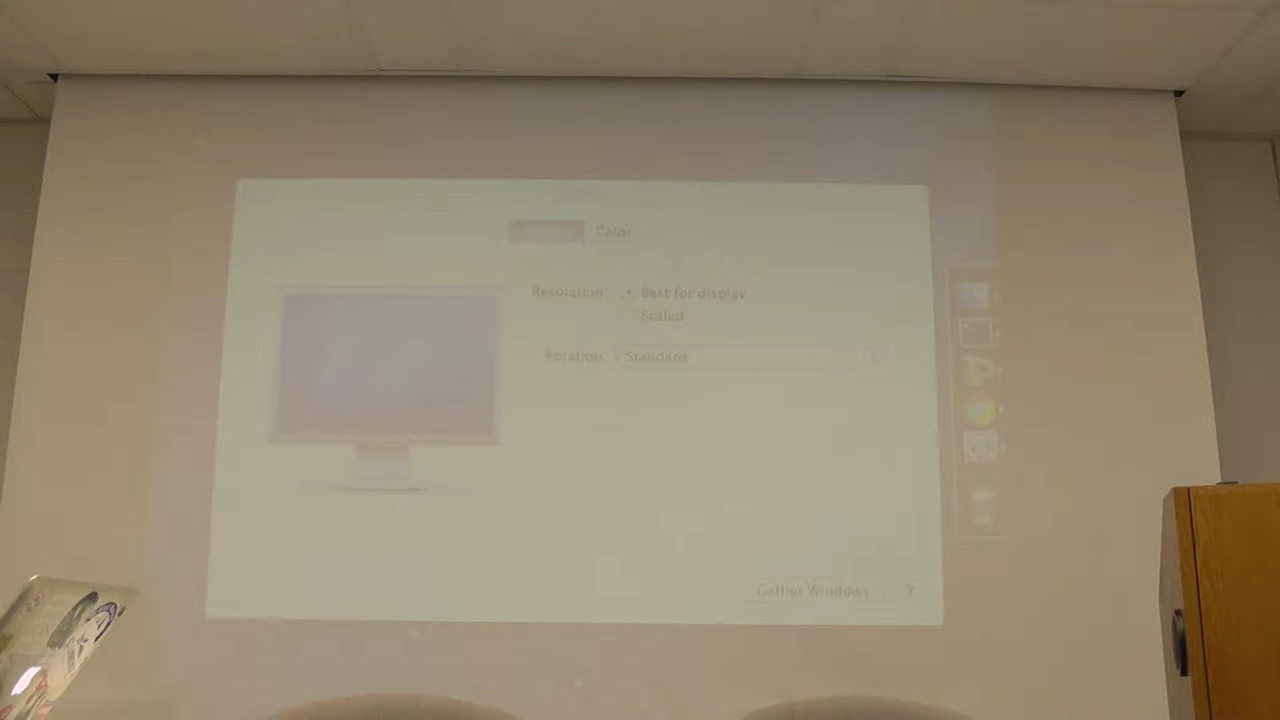 Color
Resolution: Best for display
Scaled
Rotation: Standard
Gather Windows ?